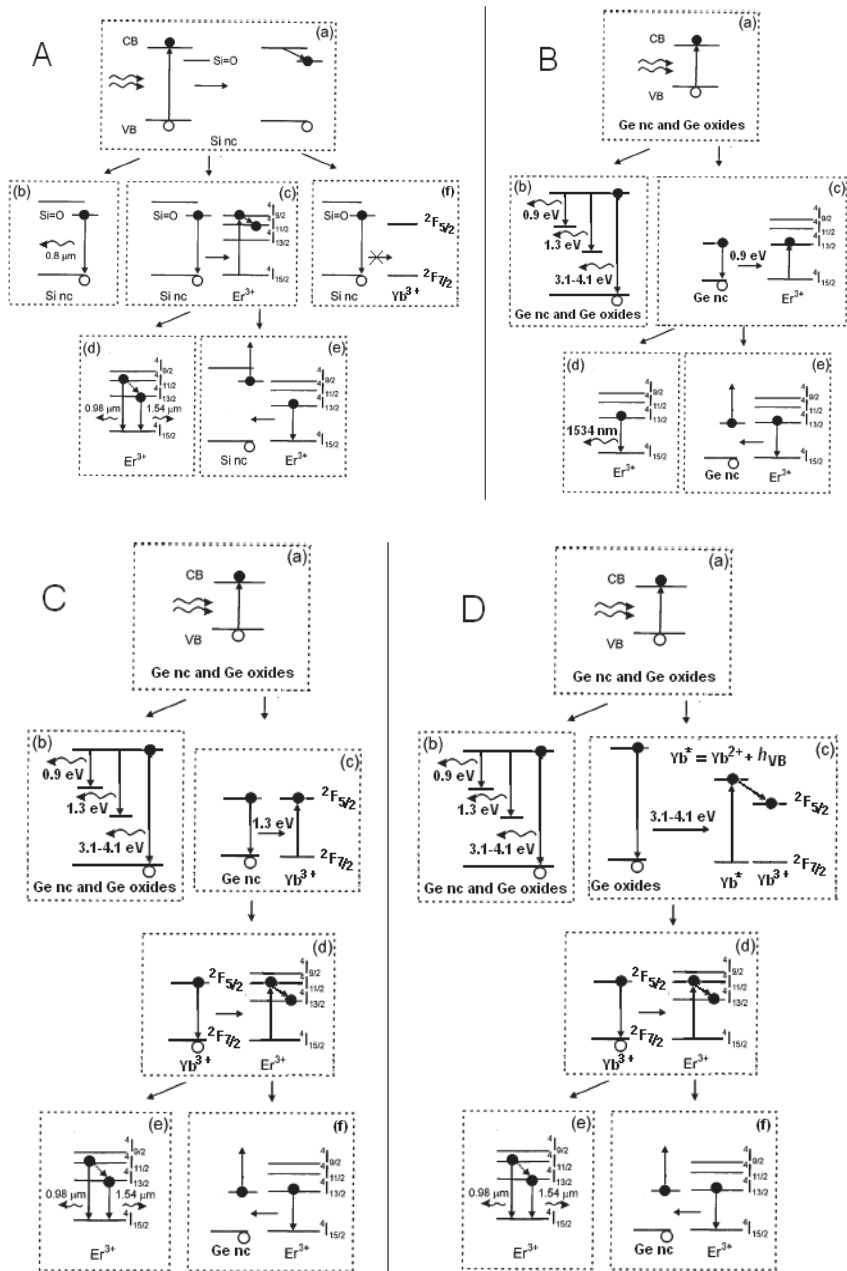 A
(a)
CB
Si=O
VB
Si nc
(b)
Si=O
0.8 μm
Si nc
(c)
Si=O
4I9/2
4I11/2
4I13/2
4I15/2
Si nc Er3+
(f)
Si=O
2F5/2
2F7/2
Si nc Yb3+
(d)
4I9/2
4I11/2
4I13/2
0.98 μm 1.54 μm
4I15/2
Er3+
(e)
4I9/2
4I11/2
4I13/2
4I15/2
Si nc Er3+
B
(a)
CB
VB
Ge nc and Ge oxides
(b)
0.9 eV
1.3 eV
3.1-4.1 eV
Ge nc and Ge oxides
(c)
4I9/2
4I11/2
4I13/2
0.9 eV
4I15/2
Ge nc Er3+
(d)
4I9/2
4I11/2
4I13/2
1534 nm
4I15/2
Er3+
(e)
4I9/2
4I11/2
4I13/2
4I15/2
Ge nc Er3+
C
(a)
CB
VB
Ge nc and Ge oxides
(b)
0.9 eV
1.3 eV
3.1-4.1 eV
Ge nc and Ge oxides
(c)
2F5/2
1.3 eV
2F7/2
Ge nc Yb3+
(d)
2F5/2
4I9/2
4I11/2
4I13/2
2F7/2
4I15/2
Yb3+ Er3+
(e)
4I9/2
4I11/2
4I13/2
0.98 μm 1.54 μm
4I15/2
Er3+
(f)
4I9/2
4I11/2
4I13/2
4I15/2
Ge nc Er3+
D
(a)
CB
VB
Ge nc and Ge oxides
(b)
0.9 eV
1.3 eV
3.1-4.1 eV
Ge nc and Ge oxides
(c)
Yb* = Yb2+ + hVB
2F5/2
3.1-4.1 eV
2F7/2
Ge oxides Yb* Yb3+
(d)
2F5/2
4I9/2
4I11/2
4I13/2
2F7/2
4I15/2
Yb3+ Er3+
(e)
4I9/2
4I11/2
4I13/2
0.98 μm 1.54 μm
4I15/2
Er3+
(f)
4I9/2
4I11/2
4I13/2
4I15/2
Ge nc Er3+